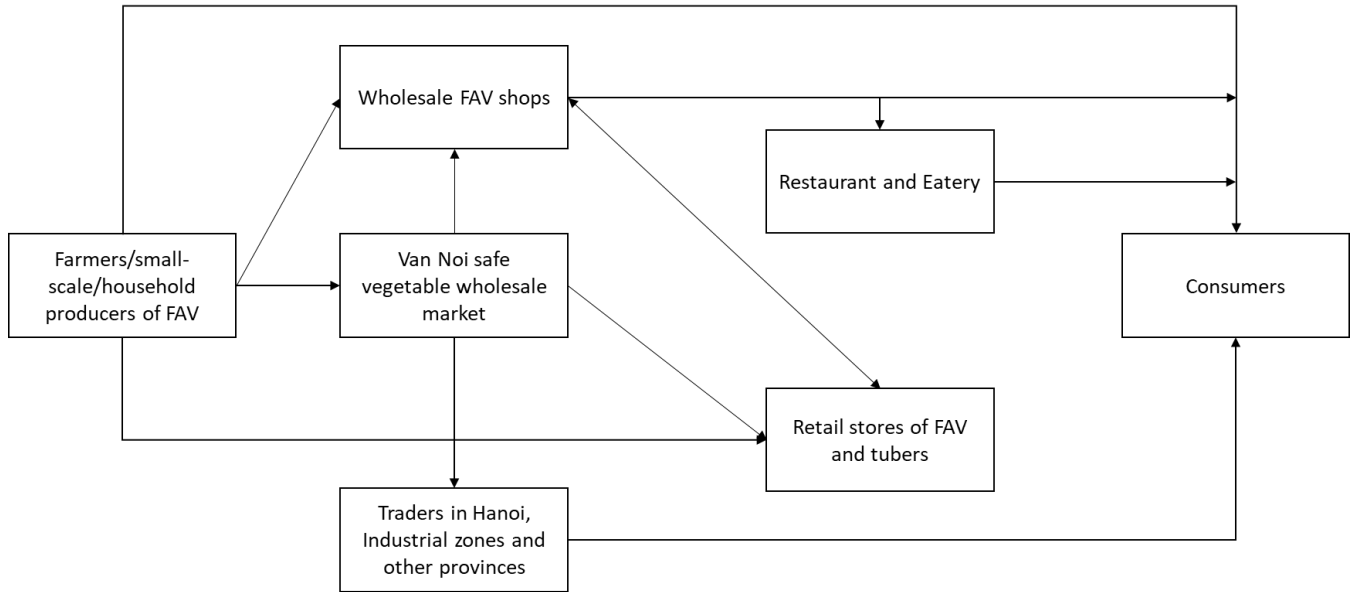 Wholesale FAV shops
Restaurant and Eatery
Farmers/small-
scale/household
producers of FAV
Van Noi safe
vegetable wholesale
market
Consumers
Retail stores of FAV
and tubers
Traders in Hanoi,
Industrial zones and
other provinces